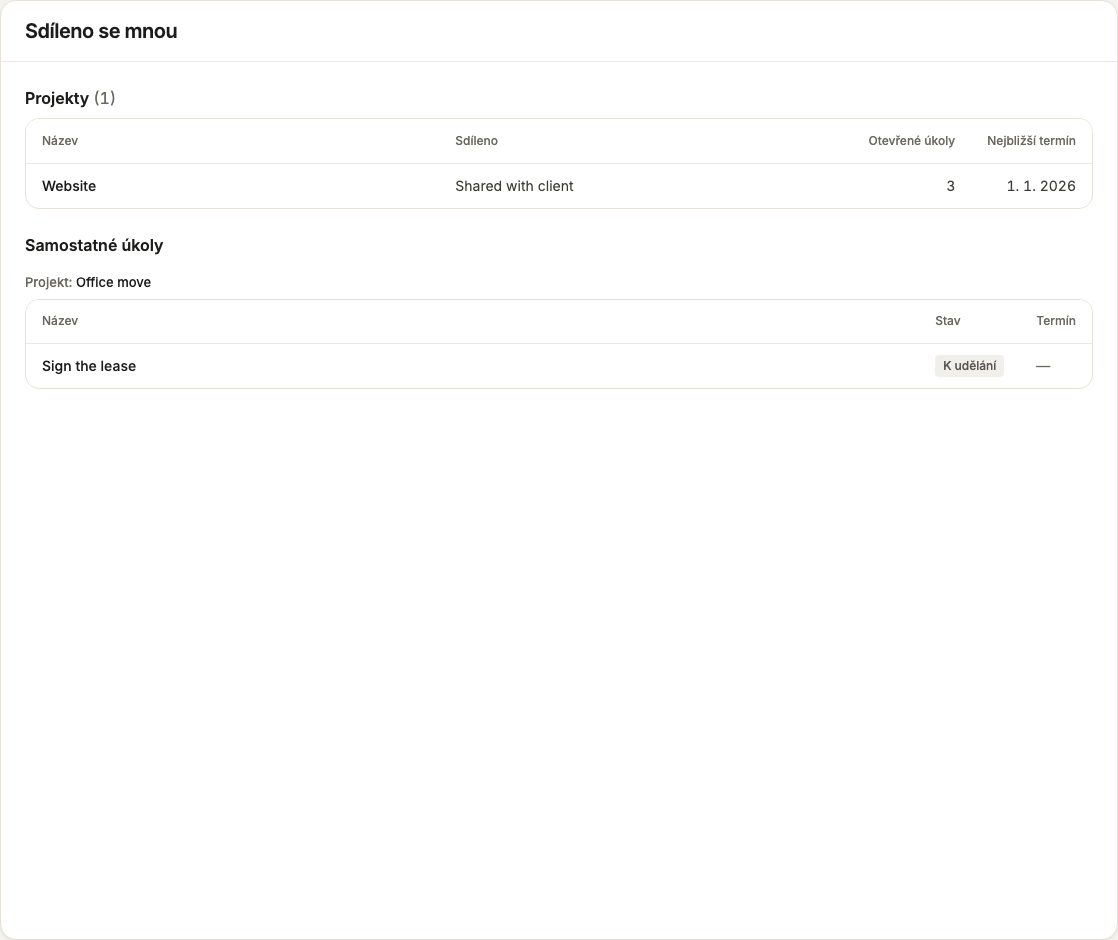 Sdíleno se mnou
Projekty (1)
Název Sdíleno Otevřené úkoly Nejbližší termín
Website Shared with client 3 1. 1. 2026
Samostatné úkoly
Projekt: Office move
Název Stav Termín
Sign the lease K udělání —